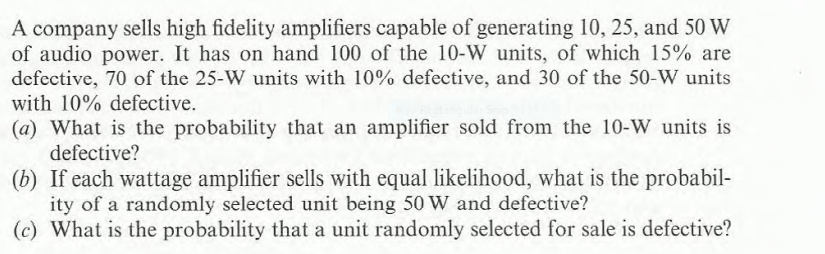 A company sells high fidelity amplifiers capable of generating 10, 25, and 50 W
of audio power. It has on hand 100 of the 10-W units, of which 15% are
defective, 70 of the 25-W units with 10% defective, and 30 of the 50-W units
with 10% defective.
(a) What is the probability that an amplifier sold from the 10-W units is
defective?
(b) If each wattage amplifier sells with equal likelihood, what is the probabil-
ity of a randomly selected unit being 50 W and defective?
(c) What is the probability that a unit randomly selected for sale is defective?